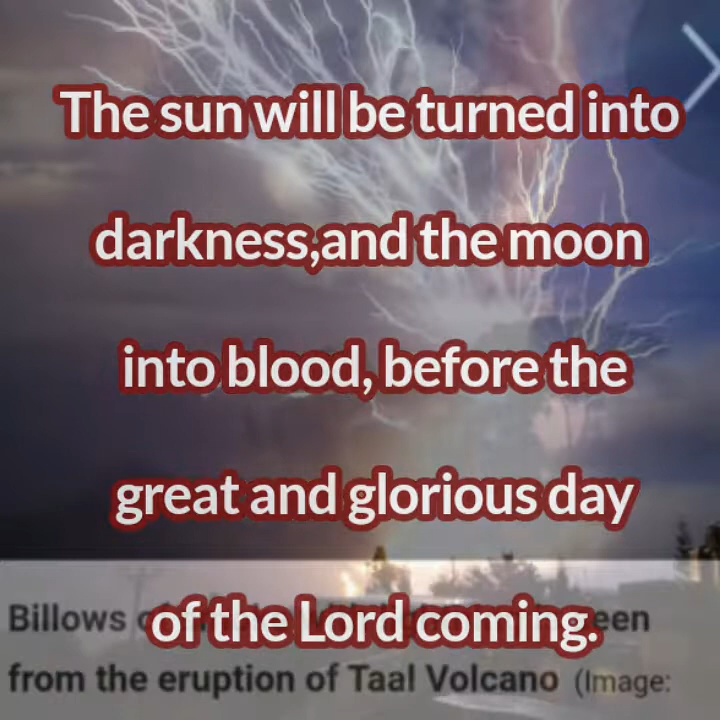 The sun will be turned into
darkness,and the moon
into blood, before the
great and glorious day
of the Lord coming.
Billows een
from the eruption of Taal Volcano (Image: